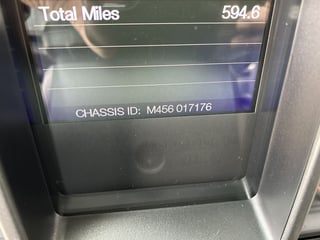 Total Miles 594.6
CHASSIS ID: M456 017176